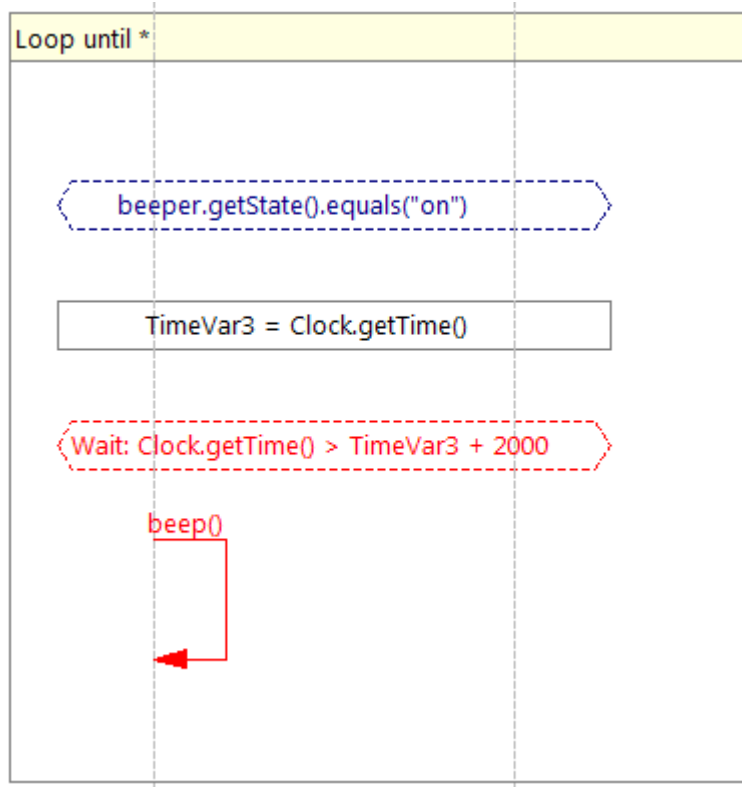 Loop until *
beeper.getState().equals("on")
TimeVar3 = Clock.getTime()
Wait: Clock.getTime() > TimeVar3 + 2000
beep()